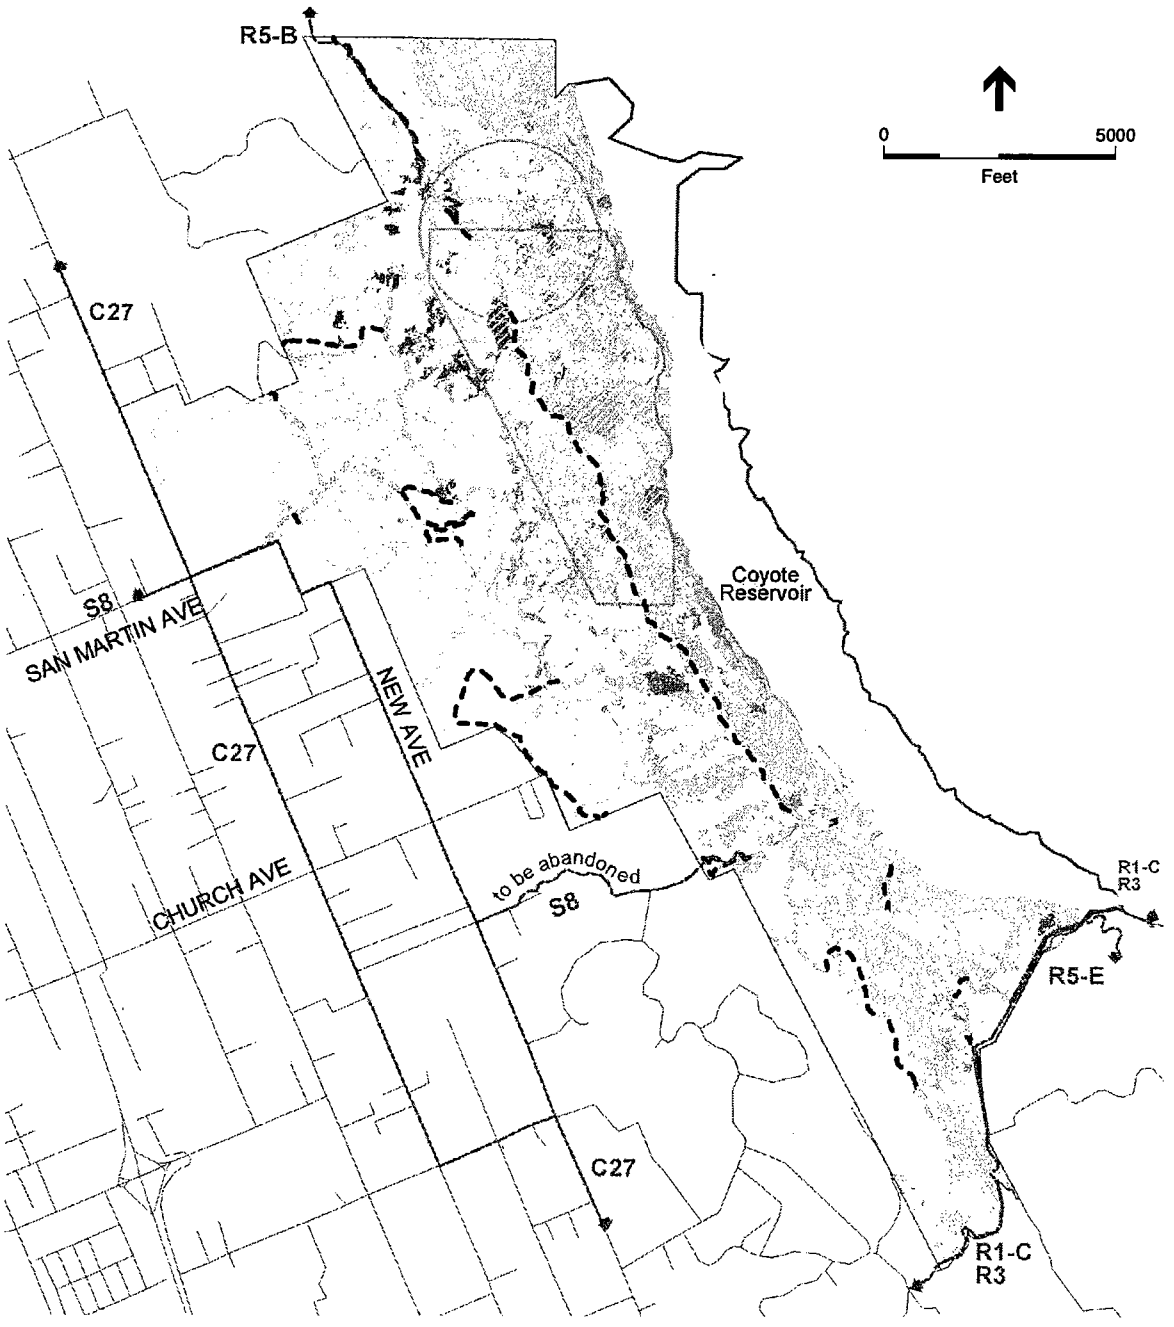 R5-B
0 5000
Feet
C27
Coyote
Reservoir
S8
SAN MARTIN AVE
NEW AVE
C27
to be abandoned
S8
CHURCH AVE
R1-C
R3
R5-E
C27
R1-C
R3